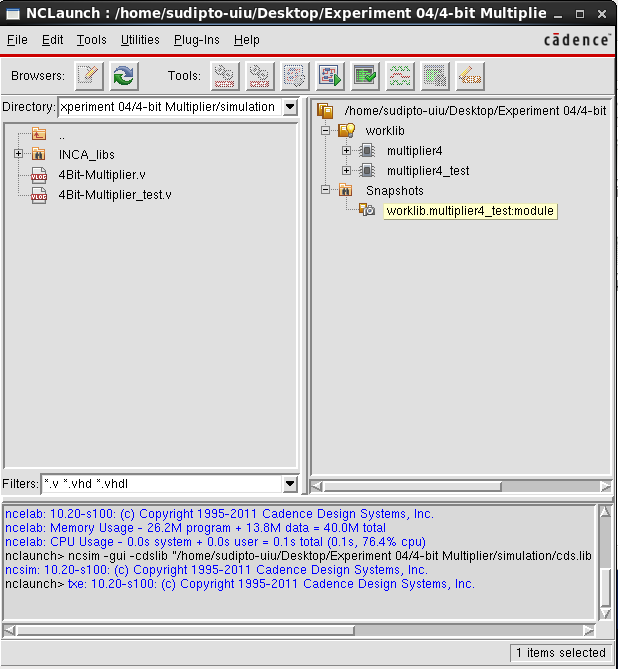 NCLaunch : /home/sudipto-uiu/Desktop/Experiment 04/4-bit Multiplie
File Edit Tools Utilities Plug-Ins Help
cādence
Browsers: Tools:
Directory: xperiment 04/4-bit Multiplier/simulation
..
INCA_libs
4Bit-Multiplier.v
4Bit-Multiplier_test.v
/home/sudipto-uiu/Desktop/Experiment 04/4-bit
worklib
multiplier4
multiplier4_test
Snapshots
worklib.multiplier4_test:module
Filters: *.v *.vhd *.vhdl
ncelab: 10.20-s100: (c) Copyright 1995-2011 Cadence Design Systems, Inc.
ncelab: Memory Usage - 26.2M program + 13.8M data = 40.0M total
ncelab: CPU Usage - 0.0s system + 0.0s user = 0.1s total (0.1s, 76.4% cpu)
nclaunch> ncsim -gui -cdslib "/home/sudipto-uiu/Desktop/Experiment 04/4-bit Multiplier/simulation/cds.lib
ncsim: 10.20-s100: (c) Copyright 1995-2011 Cadence Design Systems, Inc.
nclaunch> txe: 10.20-s100: (c) Copyright 1995-2011 Cadence Design Systems, Inc.
1 items selected